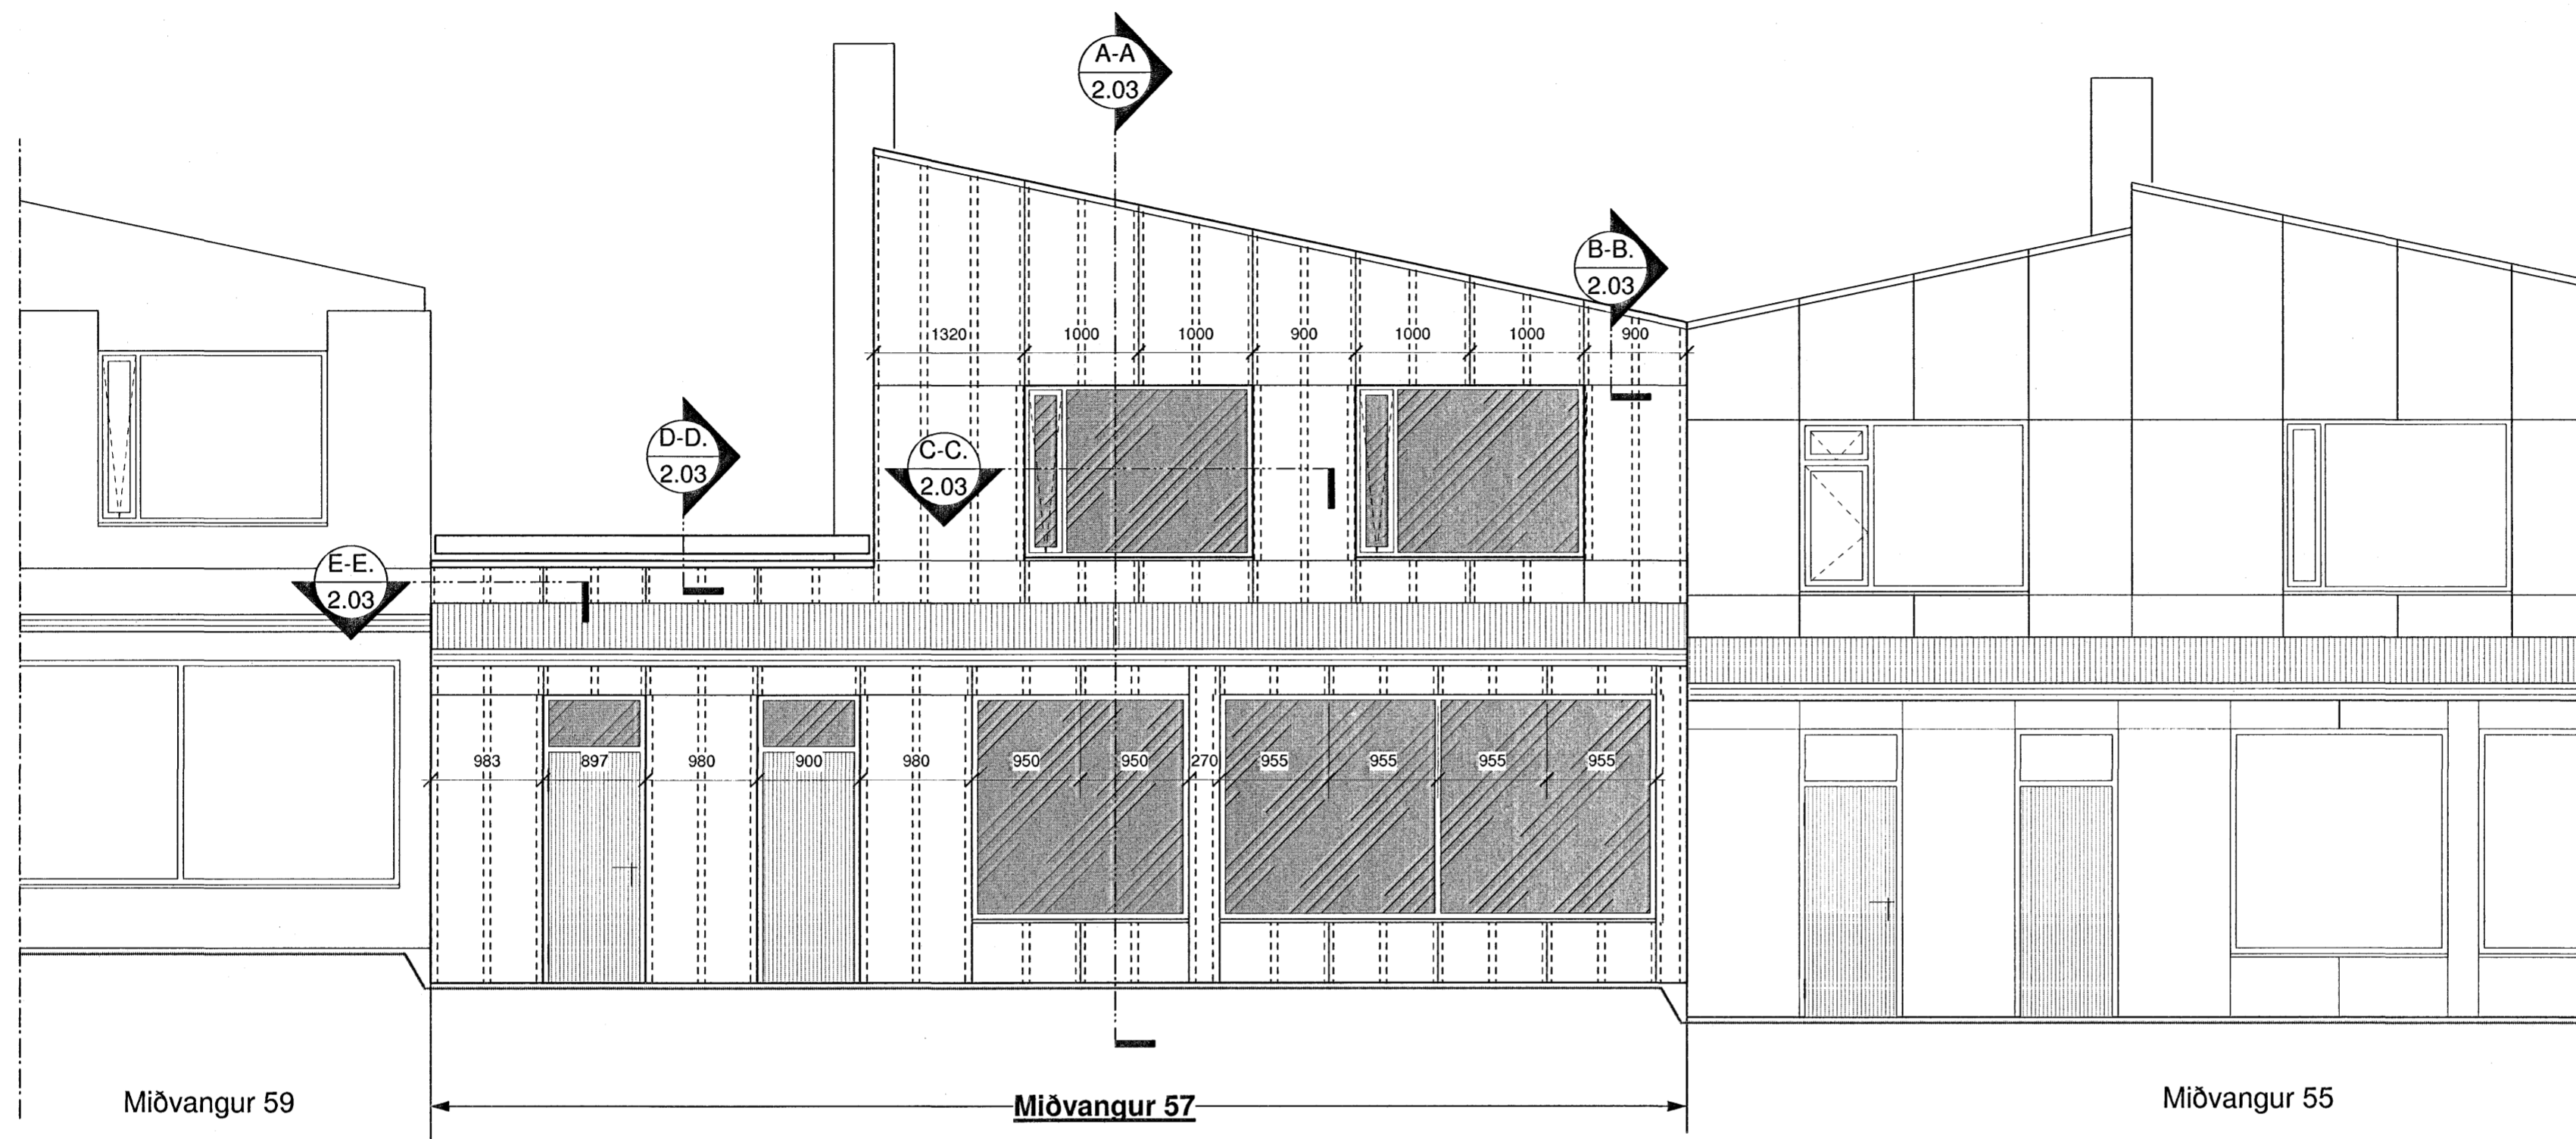 A-A
2.03
B-B.
2.03
1320 1000 1000 900 1000 1000 900
D-D.
2.03
C-C.
2.03
E-E.
2.03
983 897 980 900 980 950 950 270 955 955 955 955
Miðvangur 59
Miðvangur 57
Miðvangur 55